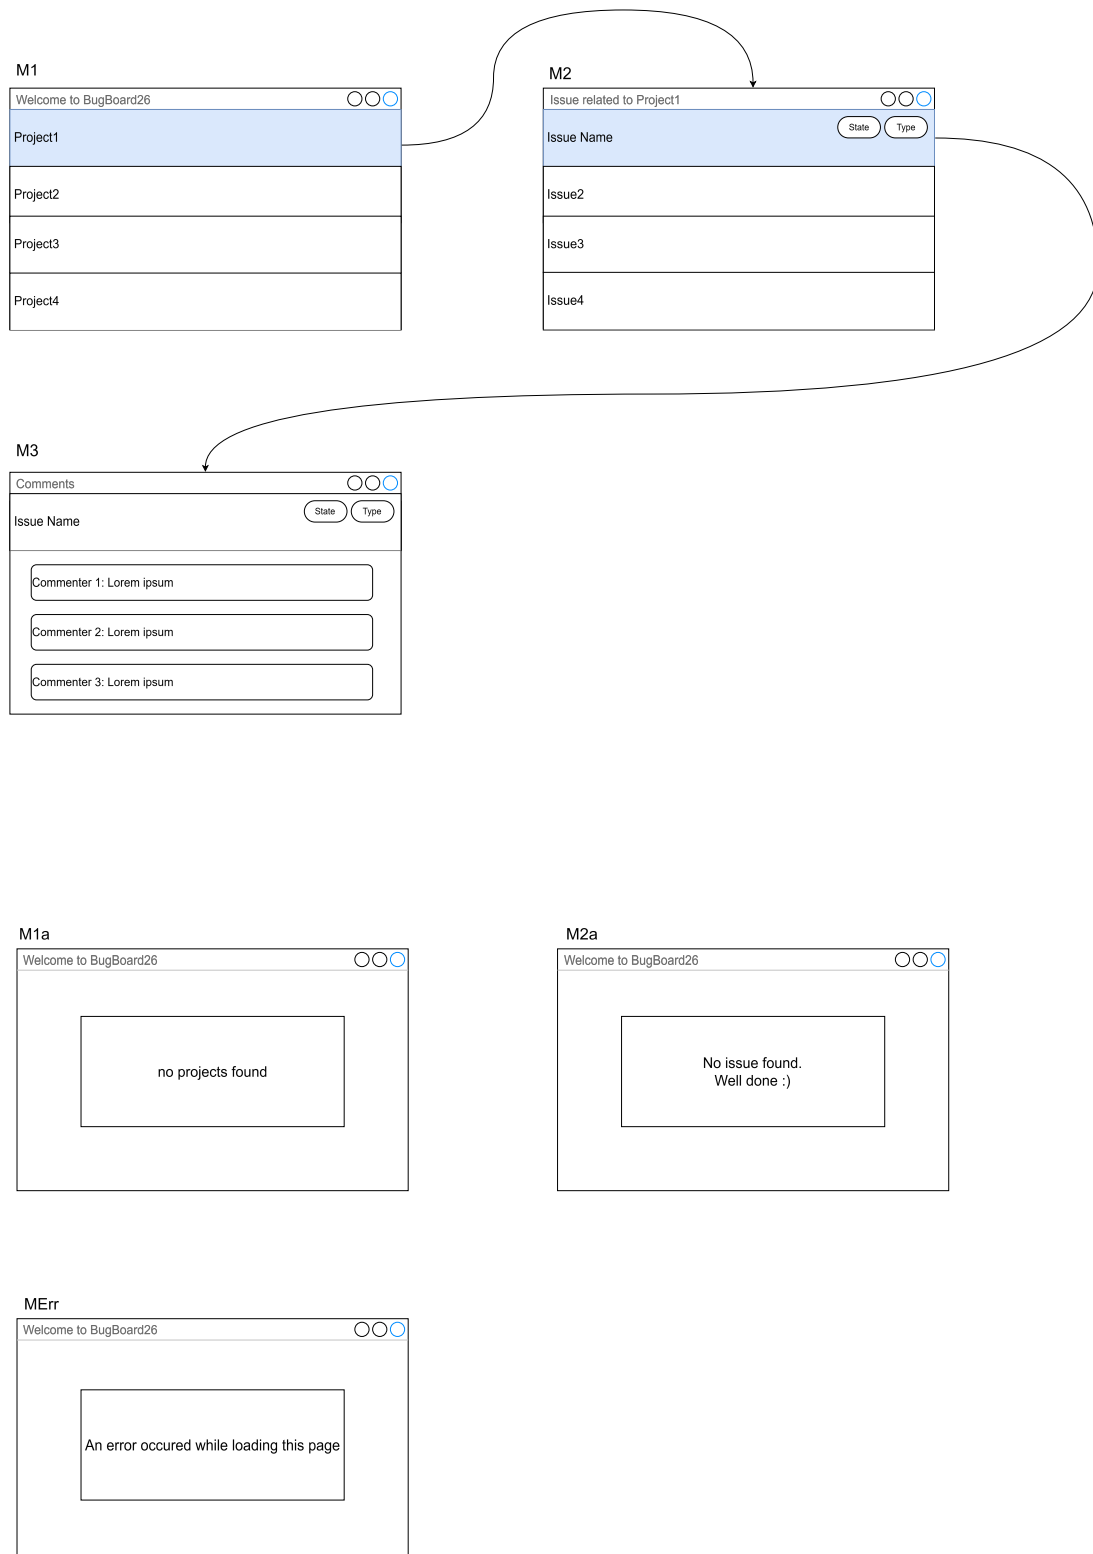 M1
Welcome to BugBoard26
Project1
Project2
Project3
Project4
M2
Issue related to Project1
Issue Name
State
Type
Issue2
Issue3
Issue4
M3
Comments
Issue Name
State
Type
Commenter 1: Lorem ipsum
Commenter 2: Lorem ipsum
Commenter 3: Lorem ipsum
M1a
Welcome to BugBoard26
no projects found
M2a
Welcome to BugBoard26
No issue found.
Well done :)
MErr
Welcome to BugBoard26
An error occured while loading this page